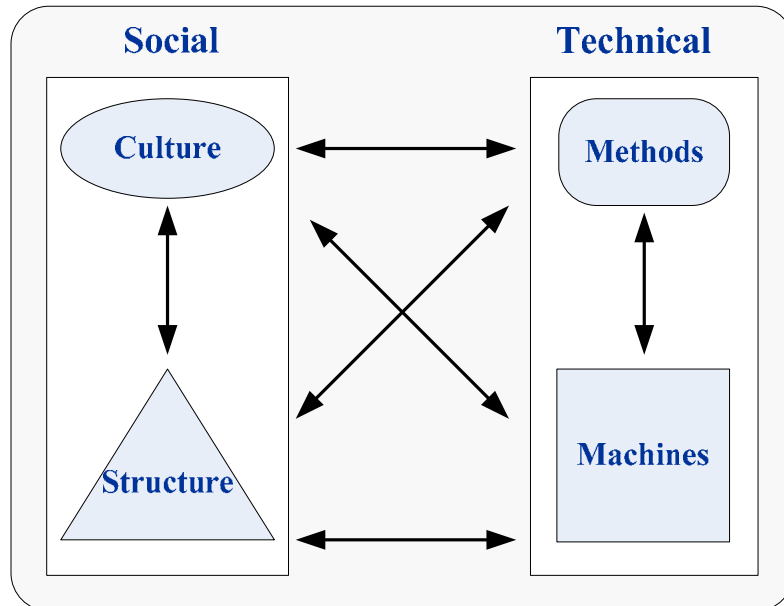 Social
Technical
Culture
Methods
Structure
Machines